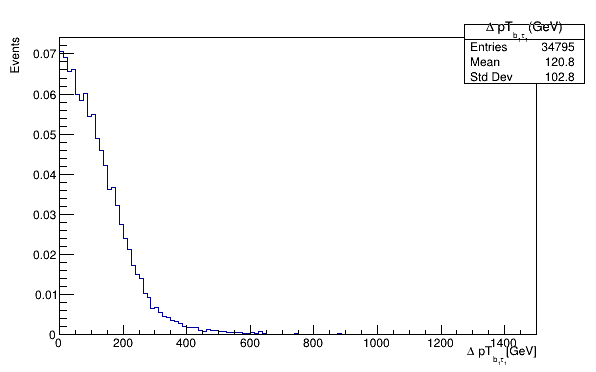 Δ pT_{b₁τ₁}(GeV)
Entries 34795
Mean 120.8
Std Dev 102.8
Events
0.07
0.06
0.05
0.04
0.03
0.02
0.01
0
0 200 400 600 800 1000 1200 1400
Δ pT_{b₁τ₁}[GeV]